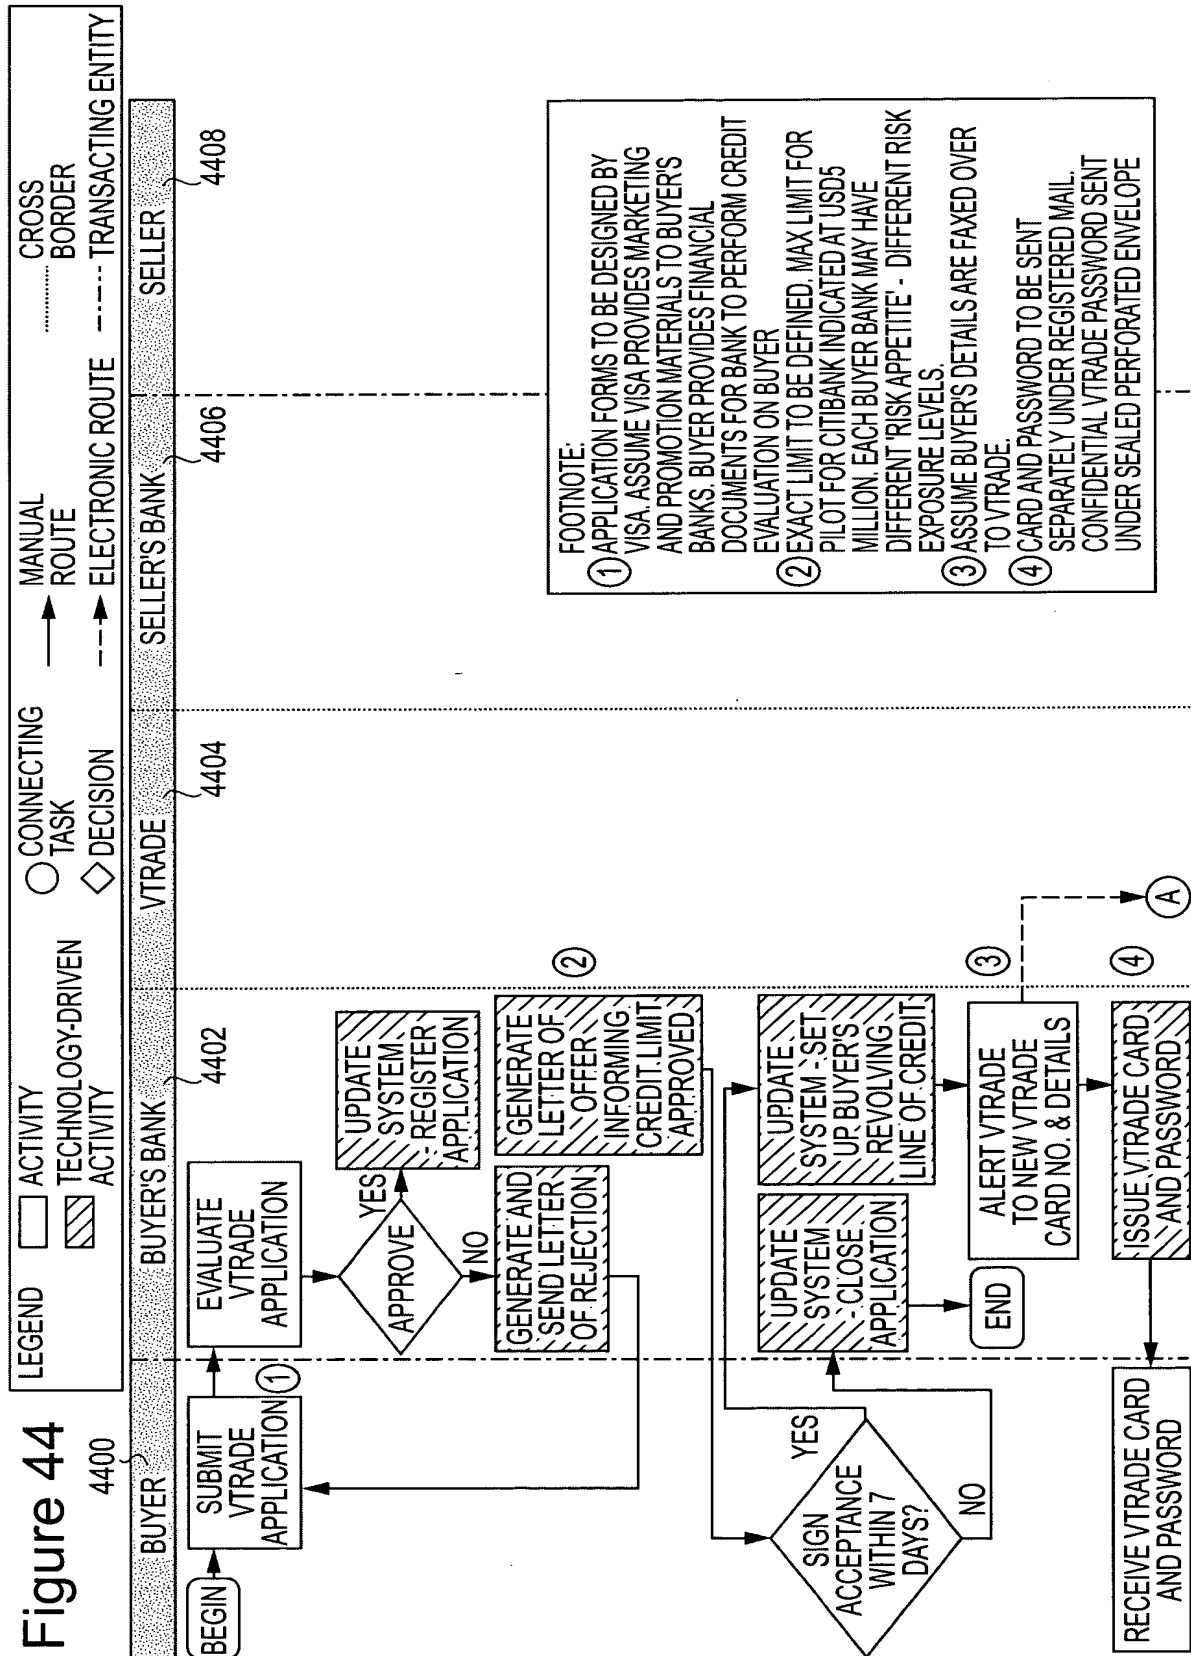 Figure 44
LEGEND
ACTIVITY
TECHNOLOGY-DRIVEN
ACTIVITY
CONNECTING
TASK
DECISION
MANUAL
ROUTE
ELECTRONIC ROUTE
CROSS
BORDER
TRANSACTING ENTITY
4400
BUYER
BUYER'S BANK
4402
VTRADE
4404
SELLER'S BANK
4406
SELLER
4408
BEGIN
SUBMIT
VTRADE
APPLICATION
1
EVALUATE
VTRADE
APPLICATION
APPROVE
YES
NO
UPDATE
SYSTEM
- REGISTER
APPLICATION
GENERATE AND
SEND LETTER
OF REJECTION
GENERATE
LETTER OF
OFFER
INFORMING
CREDIT LIMIT
APPROVED
2
SIGN
ACCEPTANCE
WITHIN 7
DAYS?
YES
NO
UPDATE
SYSTEM
- CLOSE
APPLICATION
END
UPDATE
SYSTEM - SET
UP BUYER'S
REVOLVING
LINE OF CREDIT
ALERT VTRADE
TO NEW VTRADE
CARD NO. & DETAILS
3
A
ISSUE VTRADE CARD
AND PASSWORD
4
RECEIVE VTRADE CARD
AND PASSWORD
FOOTNOTE:
1 APPLICATION FORMS TO BE DESIGNED BY
VISA. ASSUME VISA PROVIDES MARKETING
AND PROMOTION MATERIALS TO BUYER'S
BANKS. BUYER PROVIDES FINANCIAL
DOCUMENTS FOR BANK TO PERFORM CREDIT
EVALUATION ON BUYER
2 EXACT LIMIT TO BE DEFINED. MAX LIMIT FOR
PILOT FOR CITIBANK INDICATED AT USD5
MILLION. EACH BUYER BANK MAY HAVE
DIFFERENT 'RISK APPETITE' - DIFFERENT RISK
EXPOSURE LEVELS.
3 ASSUME BUYER'S DETAILS ARE FAXED OVER
TO VTRADE.
4 CARD AND PASSWORD TO BE SENT
SEPARATELY UNDER REGISTERED MAIL.
CONFIDENTIAL VTRADE PASSWORD SENT
UNDER SEALED PERFORATED ENVELOPE